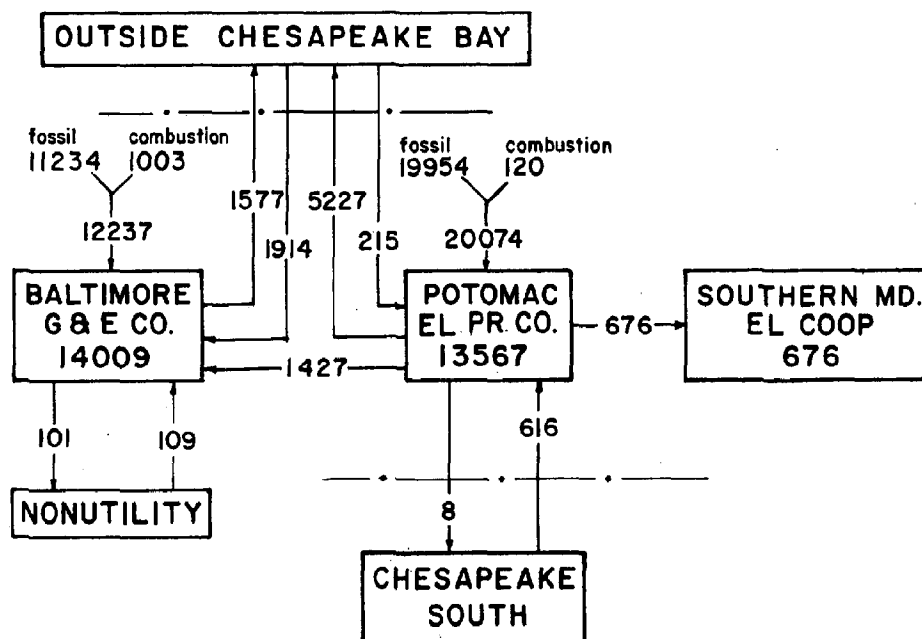 OUTSIDE CHESAPEAKE BAY
fossil
11234
combustion
1003
fossil
19954
combustion
120
1577
5227
12237
1914
215
20074
BALTIMORE
G & E CO.
14009
POTOMAC
EL. PR. CO.
13567
676
SOUTHERN MD.
EL COOP
676
1427
101
109
616
NONUTILITY
8
CHESAPEAKE
SOUTH